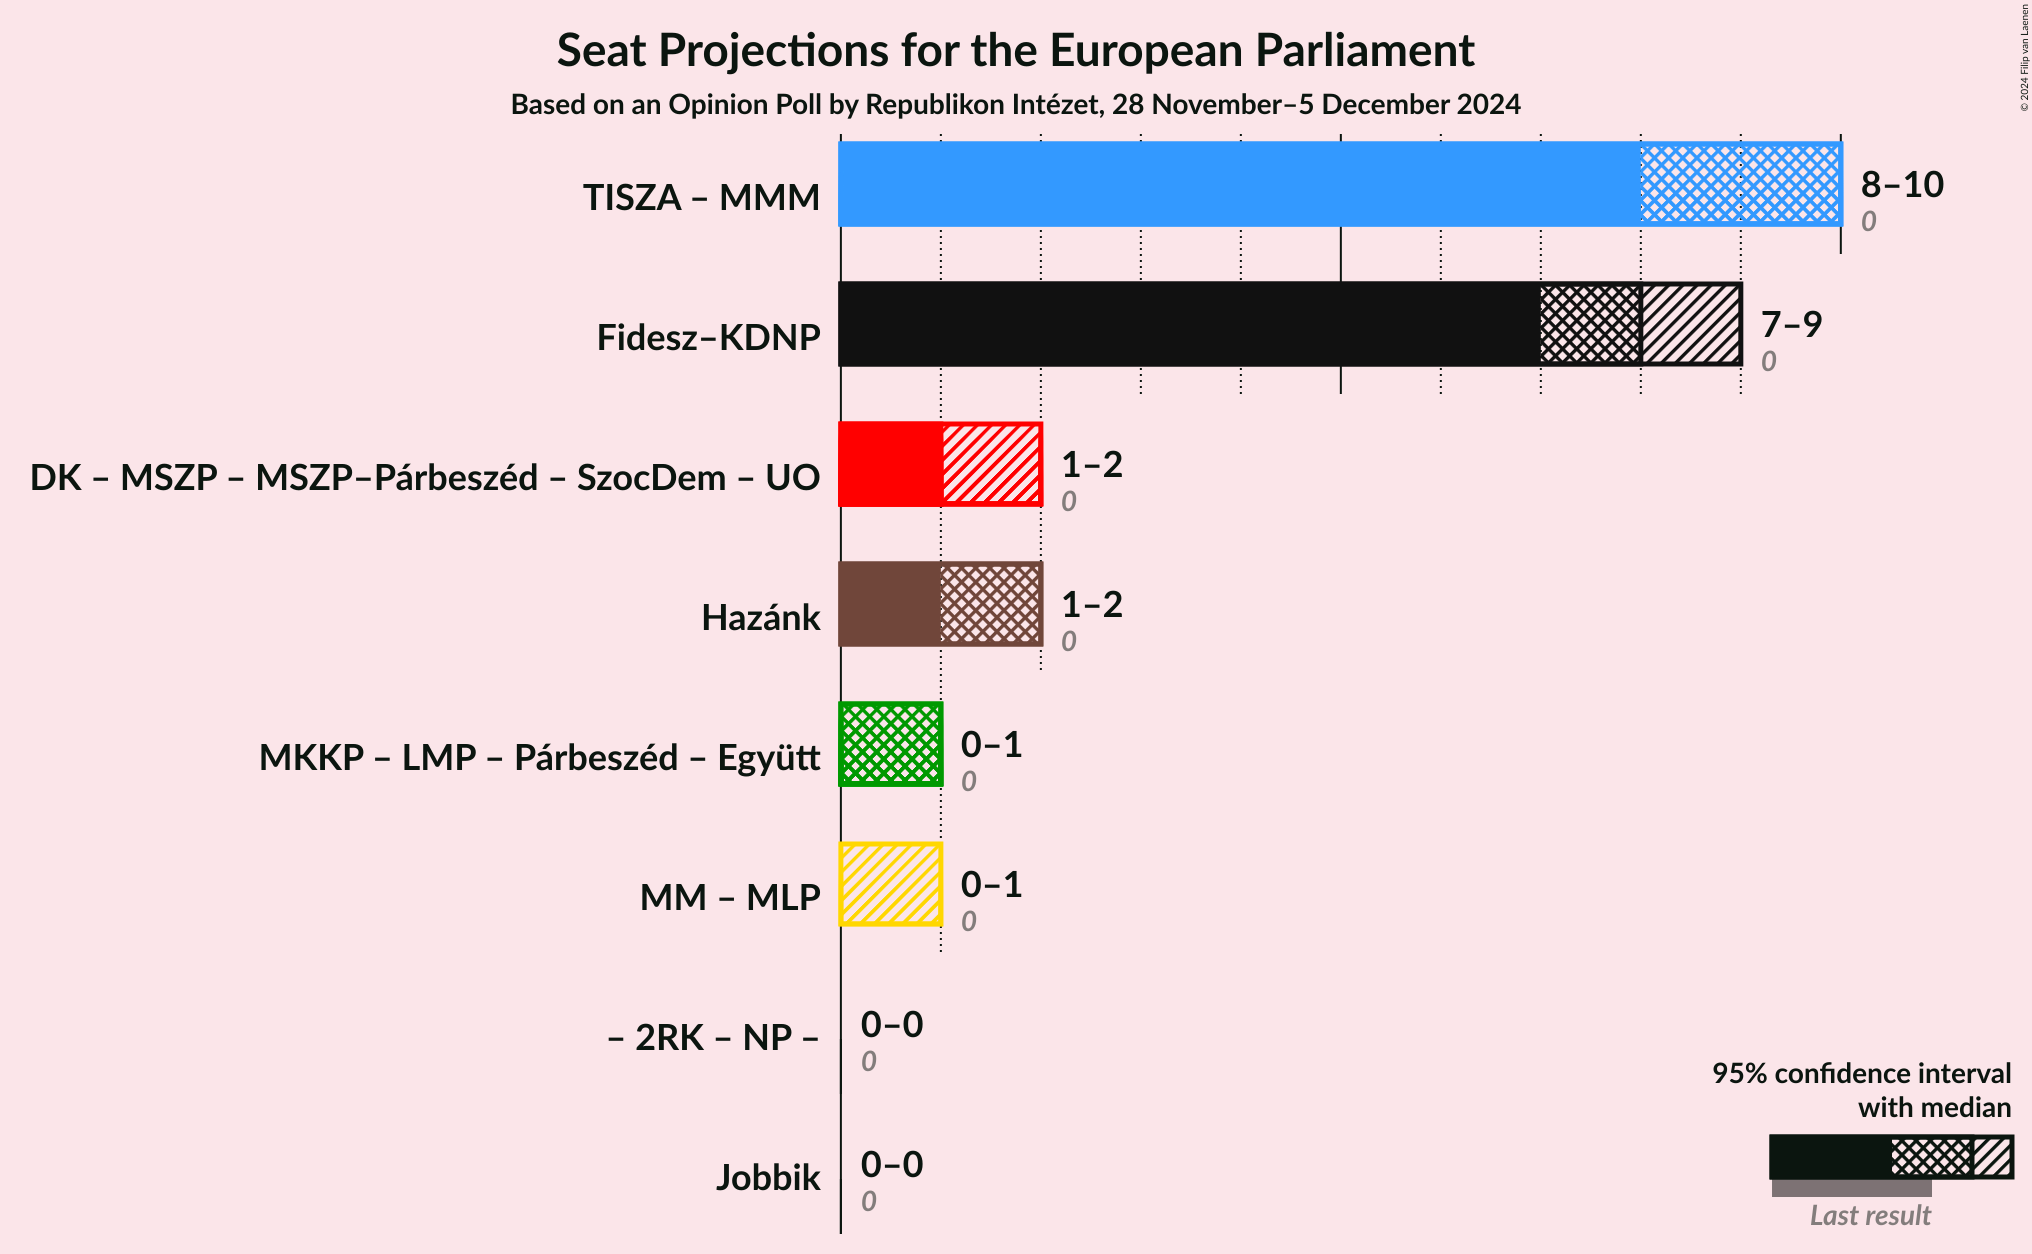 Seat Projections for the European Parliament
Based on an Opinion Poll by Republikon Intézet, 28 November–5 December 2024
© 2024 Filip van Laenen
TISZA – MMM
8–10
0
Fidesz–KDNP
7–9
0
DK – MSZP – MSZP–Párbeszéd – SzocDem – UO
1–2
0
Hazánk
1–2
0
MKKP – LMP – Párbeszéd – Együtt
0–1
0
MM – MLP
0–1
0
– 2RK – NP –
0–0
0
Jobbik
0–0
0
95% confidence interval
with median
Last result